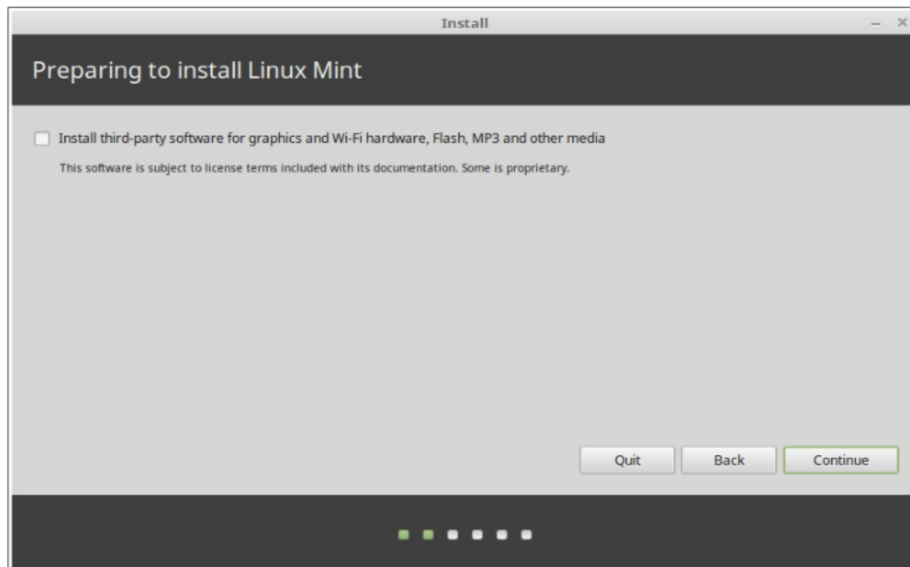 Install
Preparing to install Linux Mint
Install third-party software for graphics and Wi-Fi hardware, Flash, MP3 and other media
This software is subject to license terms included with its documentation. Some is proprietary.
Quit Back Continue